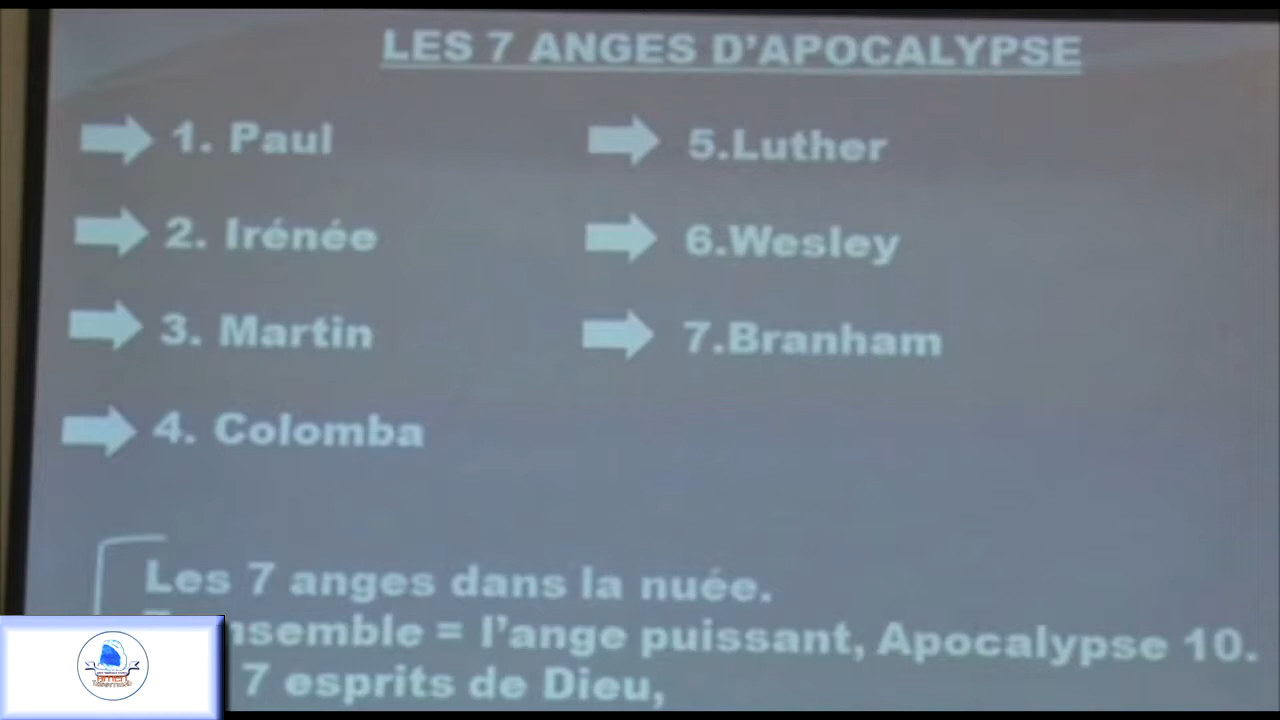 LES 7 ANGES D'APOCALYPSE
1. Paul
2. Irénée
3. Martin
4. Colomba
5.Luther
6.Wesley
7.Branham
Les 7 anges dans la nuée.
= l'ange puissant, Apocalypse 10.
7 esprits de Dieu,